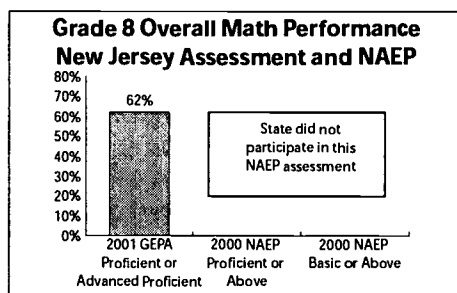 Grade 8 Overall Math Performance
New Jersey Assessment and NAEP
80%
70%
60%
50%
40%
30%
20%
10%
0%
62%
State did not
participate in this
NAEP assessment
2001 GEPA
Proficient or
Advanced Proficient
2000 NAEP
Proficient or
Above
2000 NAEP
Basic or Above